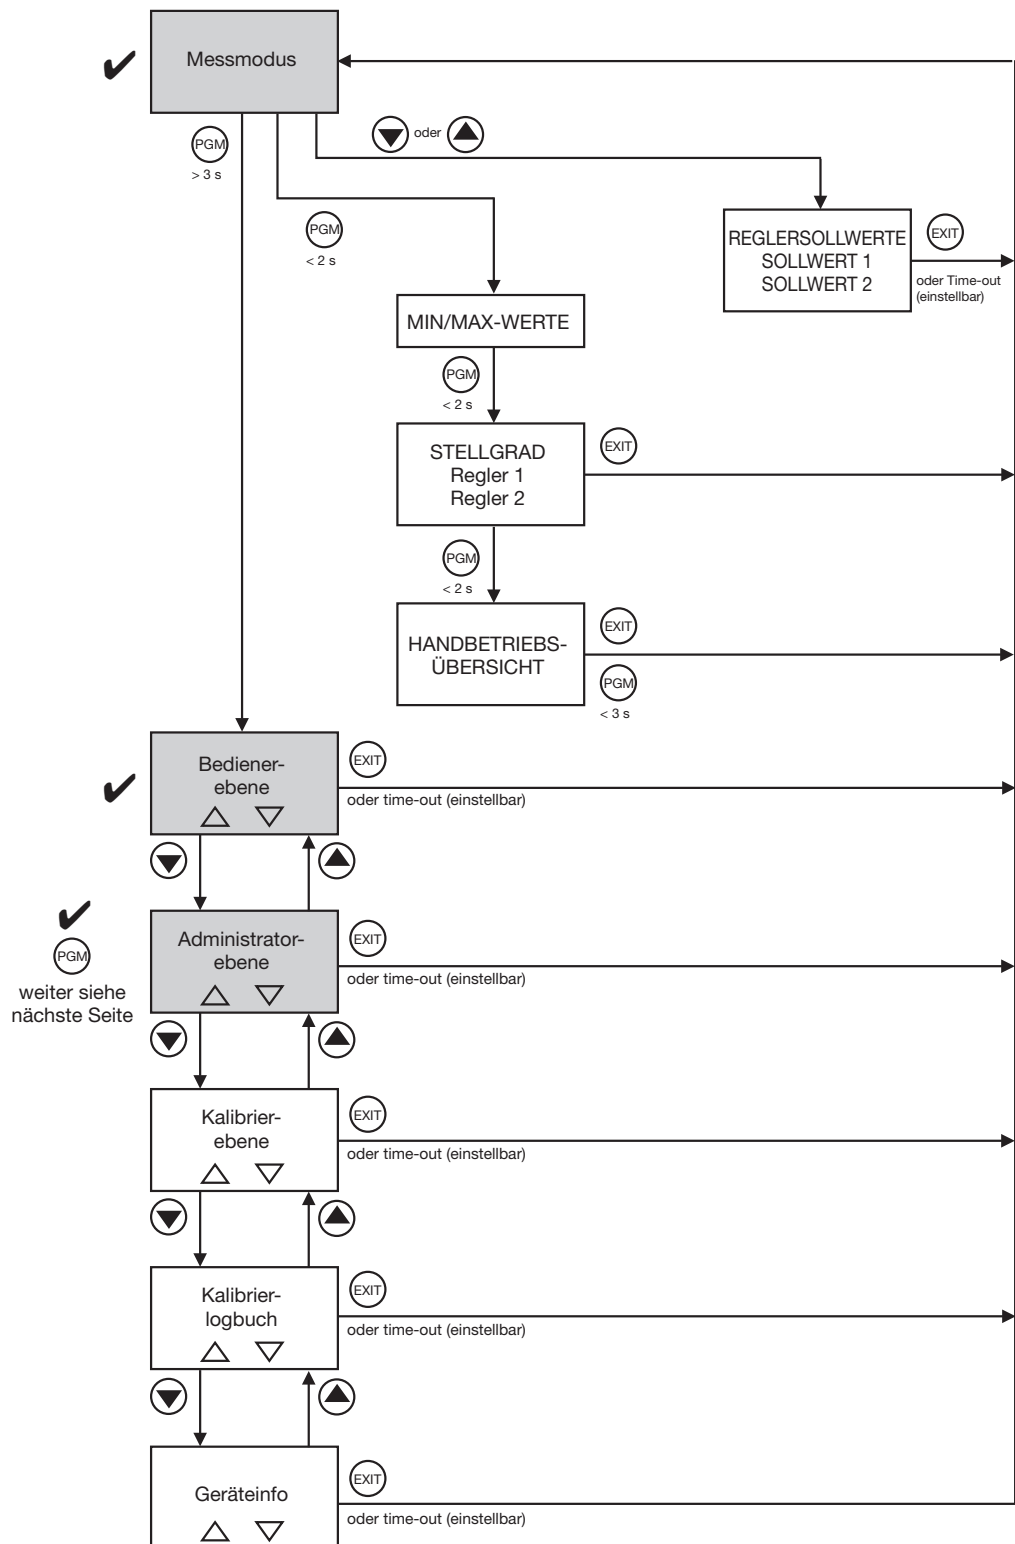 Messmodus
PGM
> 3 s
oder
PGM
< 2 s
REGLERSOLLWERTE
SOLLWERT 1
SOLLWERT 2
EXIT
oder Time-out
(einstellbar)
MIN/MAX-WERTE
PGM
< 2 s
STELLGRAD
Regler 1
Regler 2
EXIT
PGM
< 2 s
HANDBETRIEBS-
ÜBERSICHT
EXIT
PGM
< 3 s
Bediener-
ebene
EXIT
oder time-out (einstellbar)
PGM
weiter siehe
nächste Seite
Administrator-
ebene
EXIT
oder time-out (einstellbar)
Kalibrier-
ebene
EXIT
oder time-out (einstellbar)
Kalibrier-
logbuch
EXIT
oder time-out (einstellbar)
Geräteinfo
EXIT
oder time-out (einstellbar)